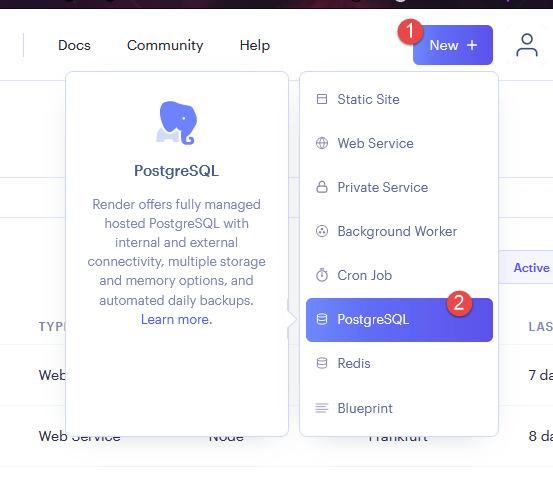 Docs
Community
Help
1
New +
PostgreSQL
Render offers fully managed
hosted PostgreSQL with
internal and external
connectivity, multiple storage
and memory options, and
automated daily backups.
Learn more.
Static Site
Web Service
Private Service
Background Worker
Cron Job
PostgreSQL
2
Redis
Blueprint
Active
TYP
LAS
Web
7 da
Web Service
Node
Frankfurt
8 da